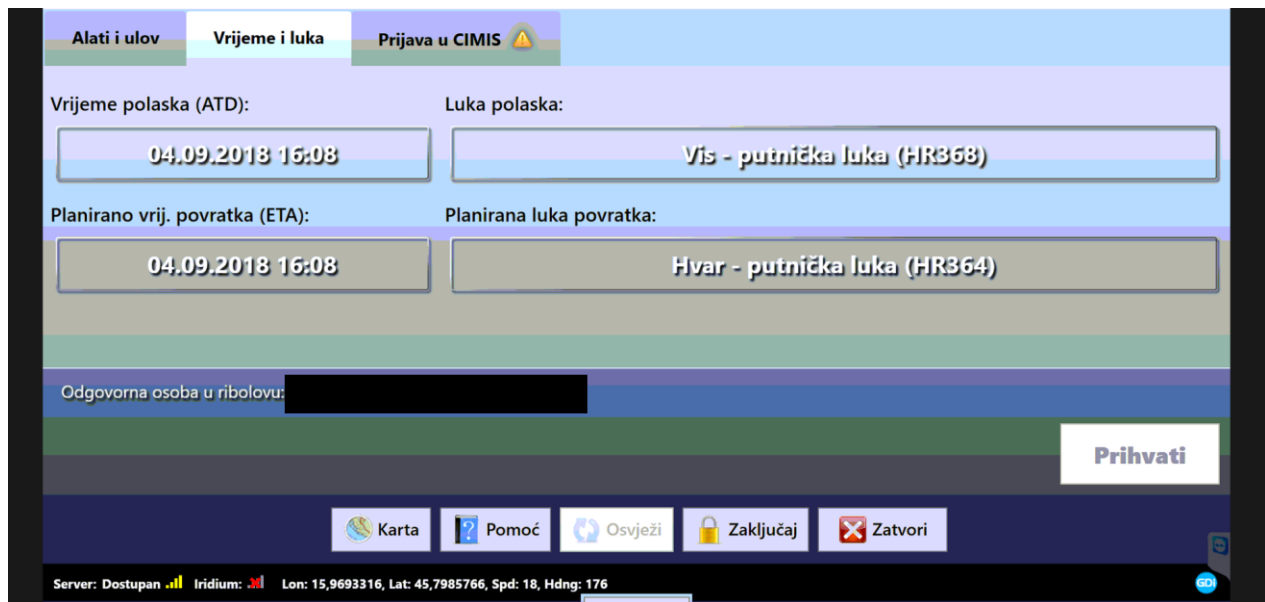 Alati i ulov
Vrijeme i luka
Prijava u CIMIS
Vrijeme polaska (ATD):
Luka polaska:
04.09.2018 16:08
Vis - putnička luka (HR368)
Planirano vrij. povratka (ETA):
Planirana luka povratka:
04.09.2018 16:08
Hvar - putnička luka (HR364)
Odgovorna osoba u ribolovu:
Prihvati
Karta
Pomoć
Osvježi
Zaključaj
Zatvori
Server: Dostupan Iridium: Lon: 15,9693316, Lat: 45,7985766, Spd: 18, Hdng: 176
GDI